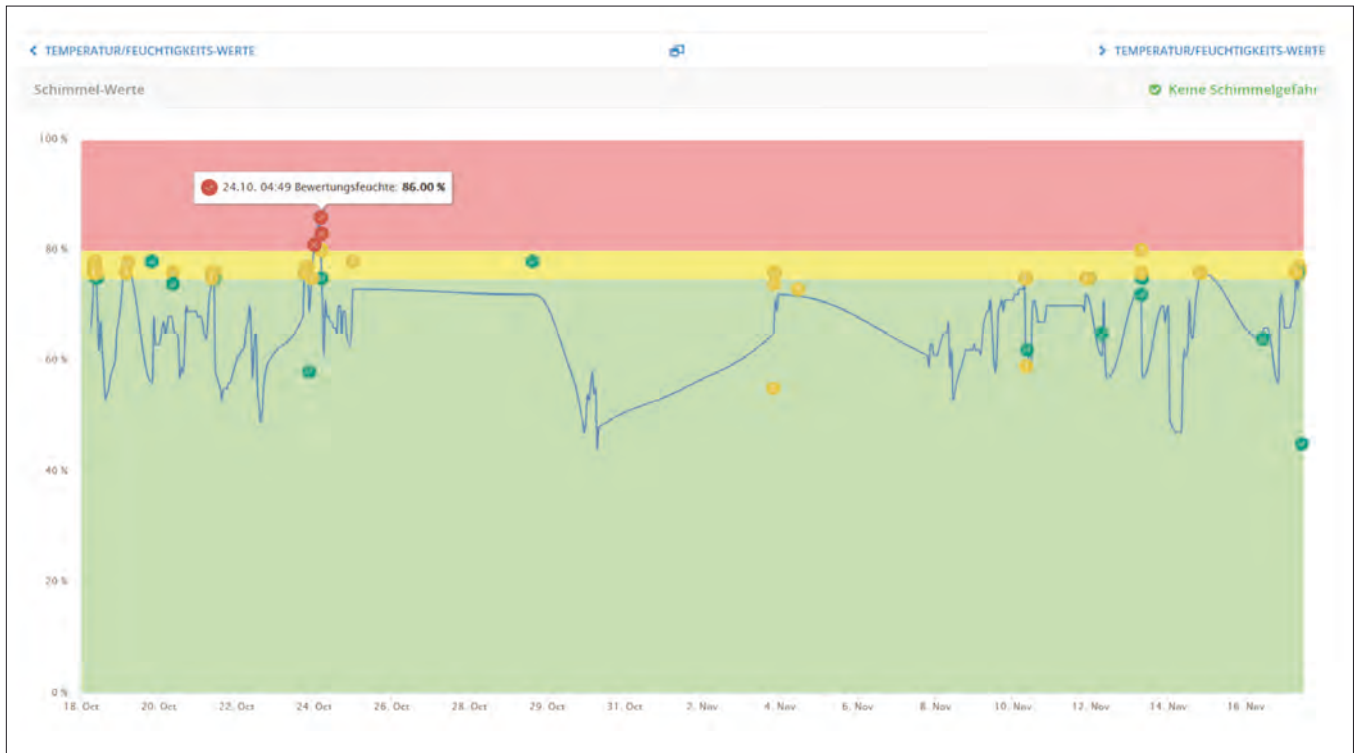 TEMPERATUR/FEUCHTIGKEITS-WERTE
TEMPERATUR/FEUCHTIGKEITS-WERTE
Schimmel-Werte
Keine Schimmelgefahr
100 %
24.10. 04:49 Bewertungsfeuchte: 86.00 %
80 %
60 %
40 %
20 %
0 %
18. Oct 20. Oct 22. Oct 24. Oct 26. Oct 28. Oct 29. Oct 31. Oct 2. Nov 4. Nov 6. Nov 8. Nov 10. Nov 12. Nov 14. Nov 16. Nov